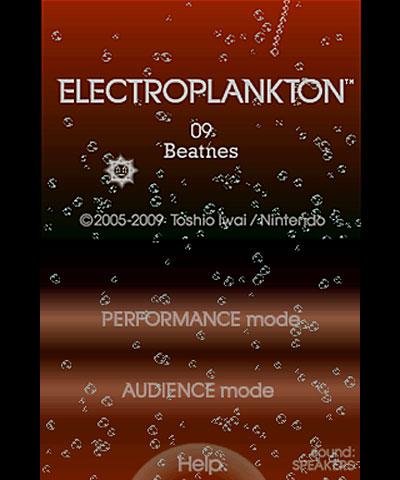 ELECTROPLANKTON™
09
Beatnes
©2005-2009 Toshio Iwai / Nintendo
PERFORMANCE mode
AUDIENCE mode
Help
sound:
SPEAKERS